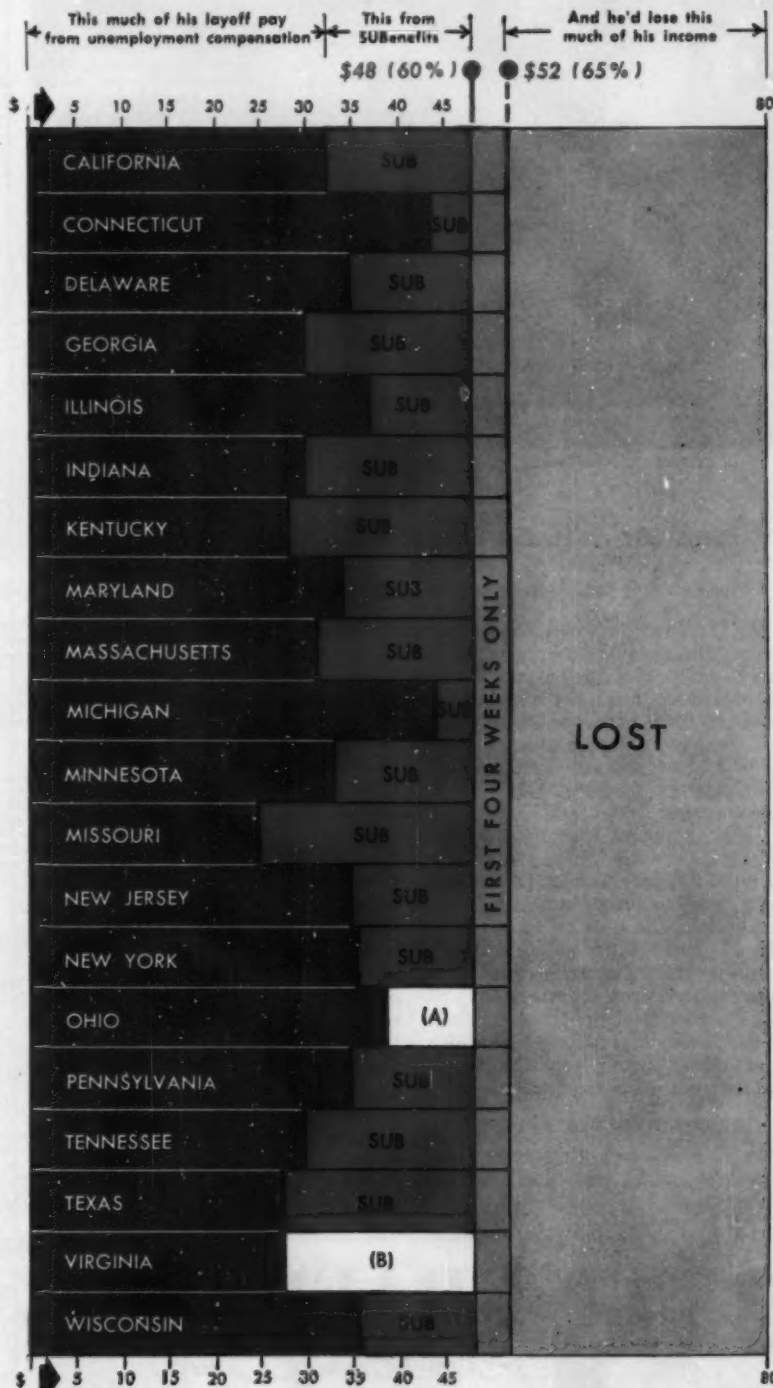 This much of his layoff pay
from unemployment compensation
This from
SUBenefits
And he'd lose this
much of his income
$48 (60%)
$52 (65%)
$ 5 10 15 20 25 30 35 40 45 80
CALIFORNIA SUB
CONNECTICUT SUB
DELAWARE SUB
GEORGIA SUB
ILLINOIS SUB
INDIANA SUB
KENTUCKY SUB
MARYLAND SU3
MASSACHUSETTS SUB
MICHIGAN SUB
MINNESOTA SUB
MISSOURI SUB
NEW JERSEY SUB
NEW YORK SUB
OHIO (A)
PENNSYLVANIA SUB
TENNESSEE SUB
TEXAS SUB
VIRGINIA (B)
WISCONSIN SUB
FIRST FOUR WEEKS ONLY
LOST
$ 5 10 15 20 25 30 35 40 45 80